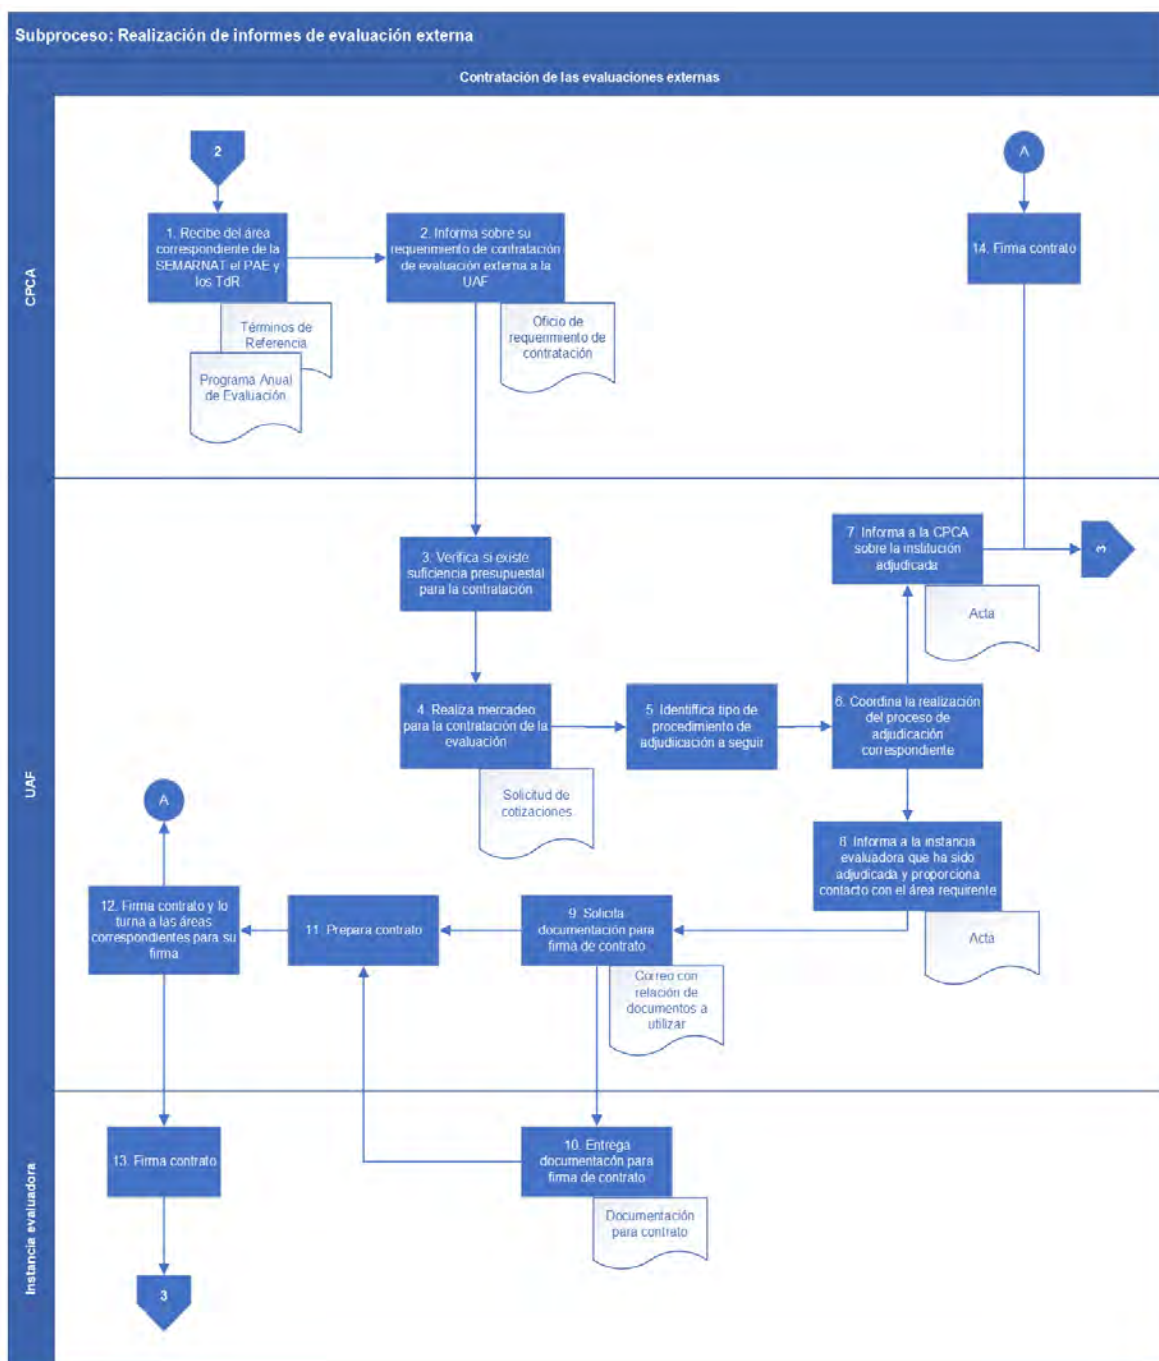 Subproceso: Realización de informes de evaluación externa
Contratación de las evaluaciones externas
CPCA
2
A
1. Recibe del área
correspondiente de la
SEMARNAT el PAE y
los TdR
2. Informa sobre su
requerimiento de contratación
de evaluación externa a la
UAF
14. Firma contrato
Términos de
Referencia
Programa Anual
de Evaluación
Oficio de
requerimiento de
contratación
UAF
3. Verifica si existe
suficiencia presupuestal
para la contratación
7. Informa a la CPCA
sobre la institución
adjudicada
3
Acta
4. Realiza mercadeo
para la contratación de la
evaluación
5. Identifica tipo de
procedimiento de
adjudicación a seguir
6. Coordina la realización
del proceso de
adjudicación
correspondiente
Solicitud de
cotizaciones
A
8. Informa a la instancia
evaluadora que ha sido
adjudicada y proporciona
contacto con el área requirente
12. Firma contrato y lo
turna a las áreas
correspondientes para su
firma
11. Prepara contrato
9. Solicita
documentación para
firma de contrato
Acta
Correo con
relación de
documentos a
utilizar
Instancia evaluadora
13. Firma contrato
10. Entrega
documentacón para
firma de contrato
Documentación
para contrato
3